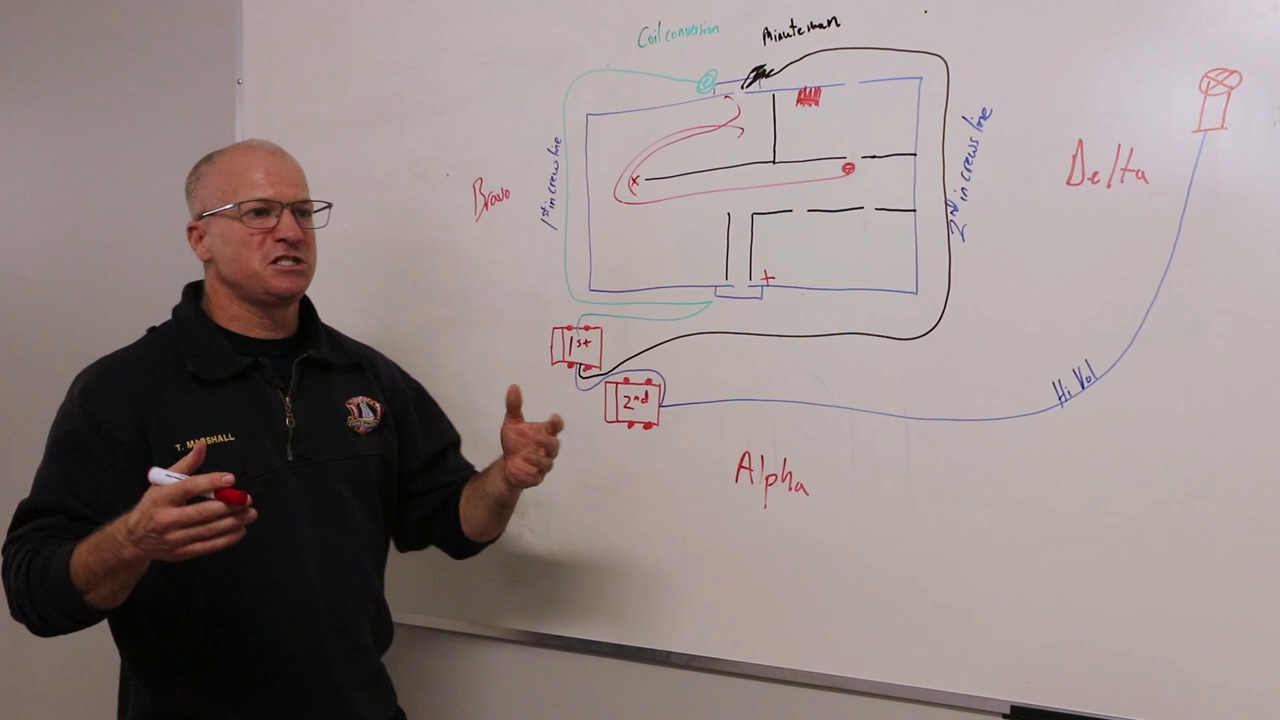 Coil conversion
Minuteman
Bravo
1st in crews line
2nd in crews line
Delta
1st
2nd
Hi Vol
Alpha
T. MARSHALL